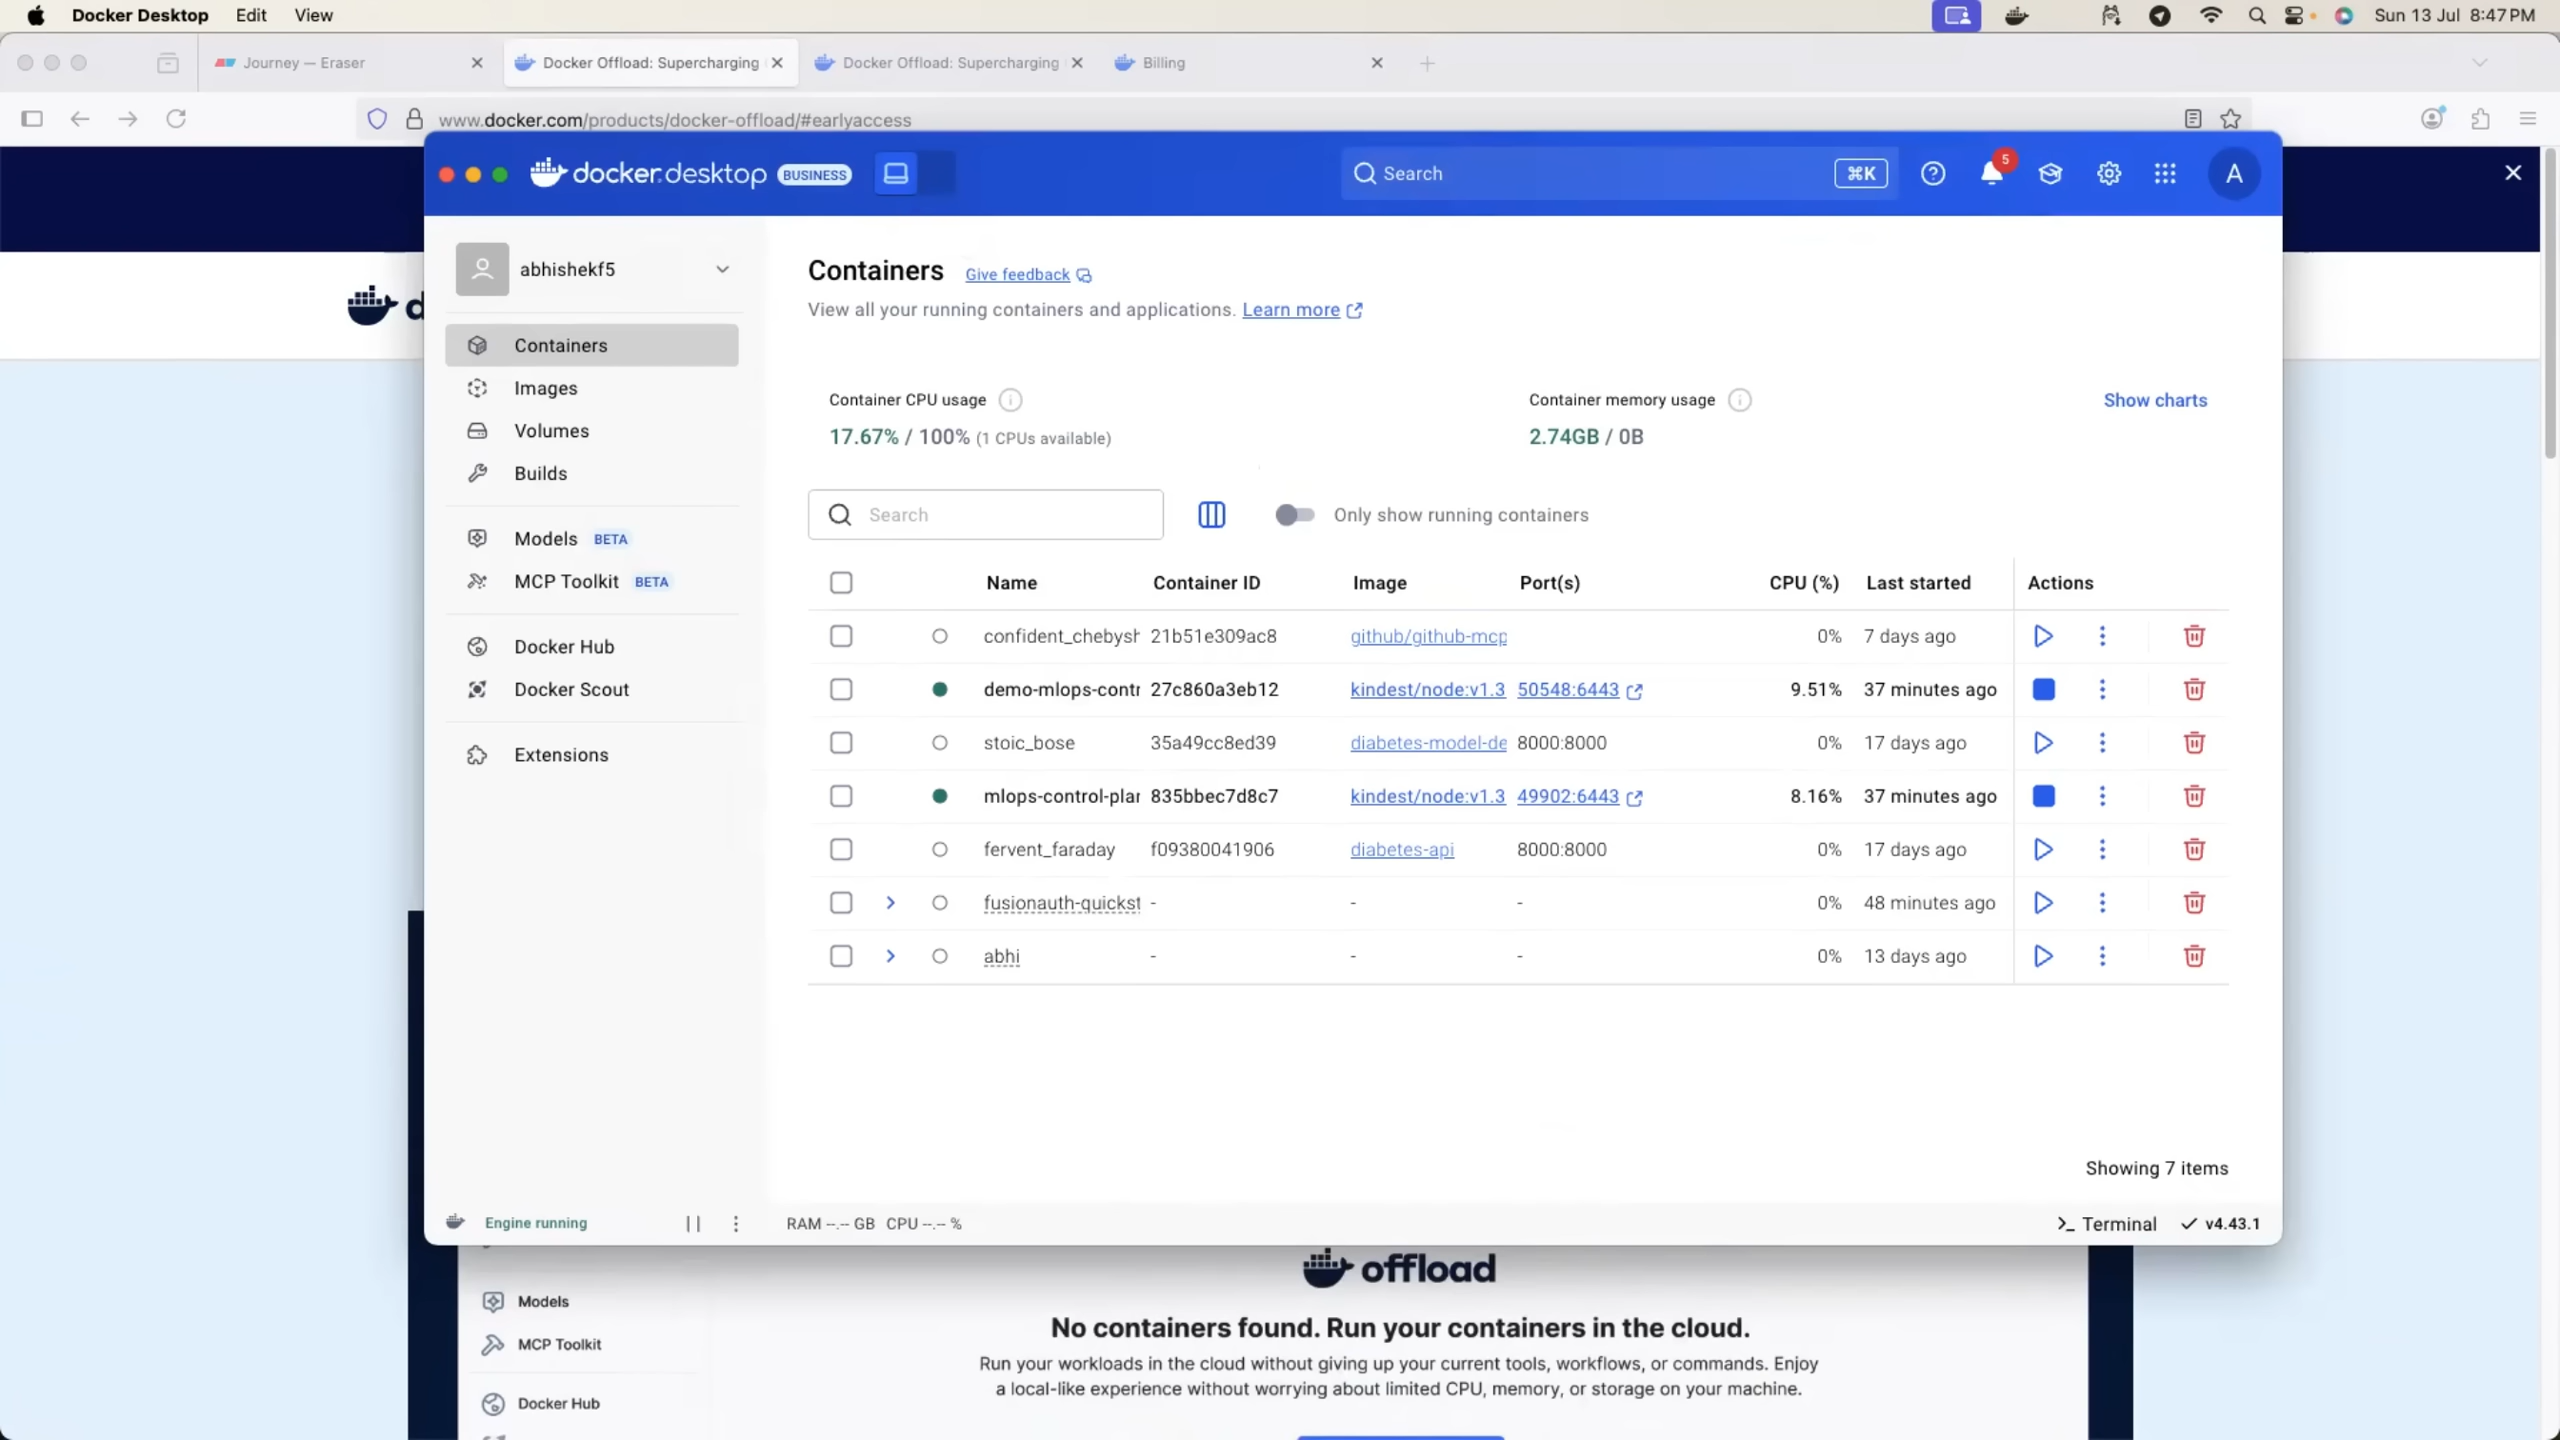 Docker Desktop Edit View Sun 13 Jul 8:47 PM
Journey — Eraser Docker Offload: Supercharging Docker Offload: Supercharging Billing
www.docker.com/products/docker-offload/#earlyaccess
docker.desktop BUSINESS Search ⌘K 5 A
abhishekf5
Containers
Images
Volumes
Builds
Models BETA
MCP Toolkit BETA
Docker Hub
Docker Scout
Extensions
Containers Give feedback
View all your running containers and applications. Learn more
Container CPU usage
17.67% / 100% (1 CPUs available)
Container memory usage
2.74GB / 0B
Show charts
Search Only show running containers
Name Container ID Image Port(s) CPU (%) Last started Actions
confident_chebysh 21b51e309ac8 github/github-mcp 0% 7 days ago
demo-mlops-contr 27c860a3eb12 kindest/node:v1.3 50548:6443 9.51% 37 minutes ago
stoic_bose 35a49cc8ed39 diabetes-model-de 8000:8000 0% 17 days ago
mlops-control-plan 835bbec7d8c7 kindest/node:v1.3 49902:6443 8.16% 37 minutes ago
fervent_faraday f09380041906 diabetes-api 8000:8000 0% 17 days ago
fusionauth-quickst - - - 0% 48 minutes ago
abhi - - - 0% 13 days ago
Showing 7 items
Engine running RAM --.-- GB CPU --.-- % Terminal v4.43.1
offload
Models
MCP Toolkit
Docker Hub
No containers found. Run your containers in the cloud.
Run your workloads in the cloud without giving up your current tools, workflows, or commands. Enjoy
a local-like experience without worrying about limited CPU, memory, or storage on your machine.